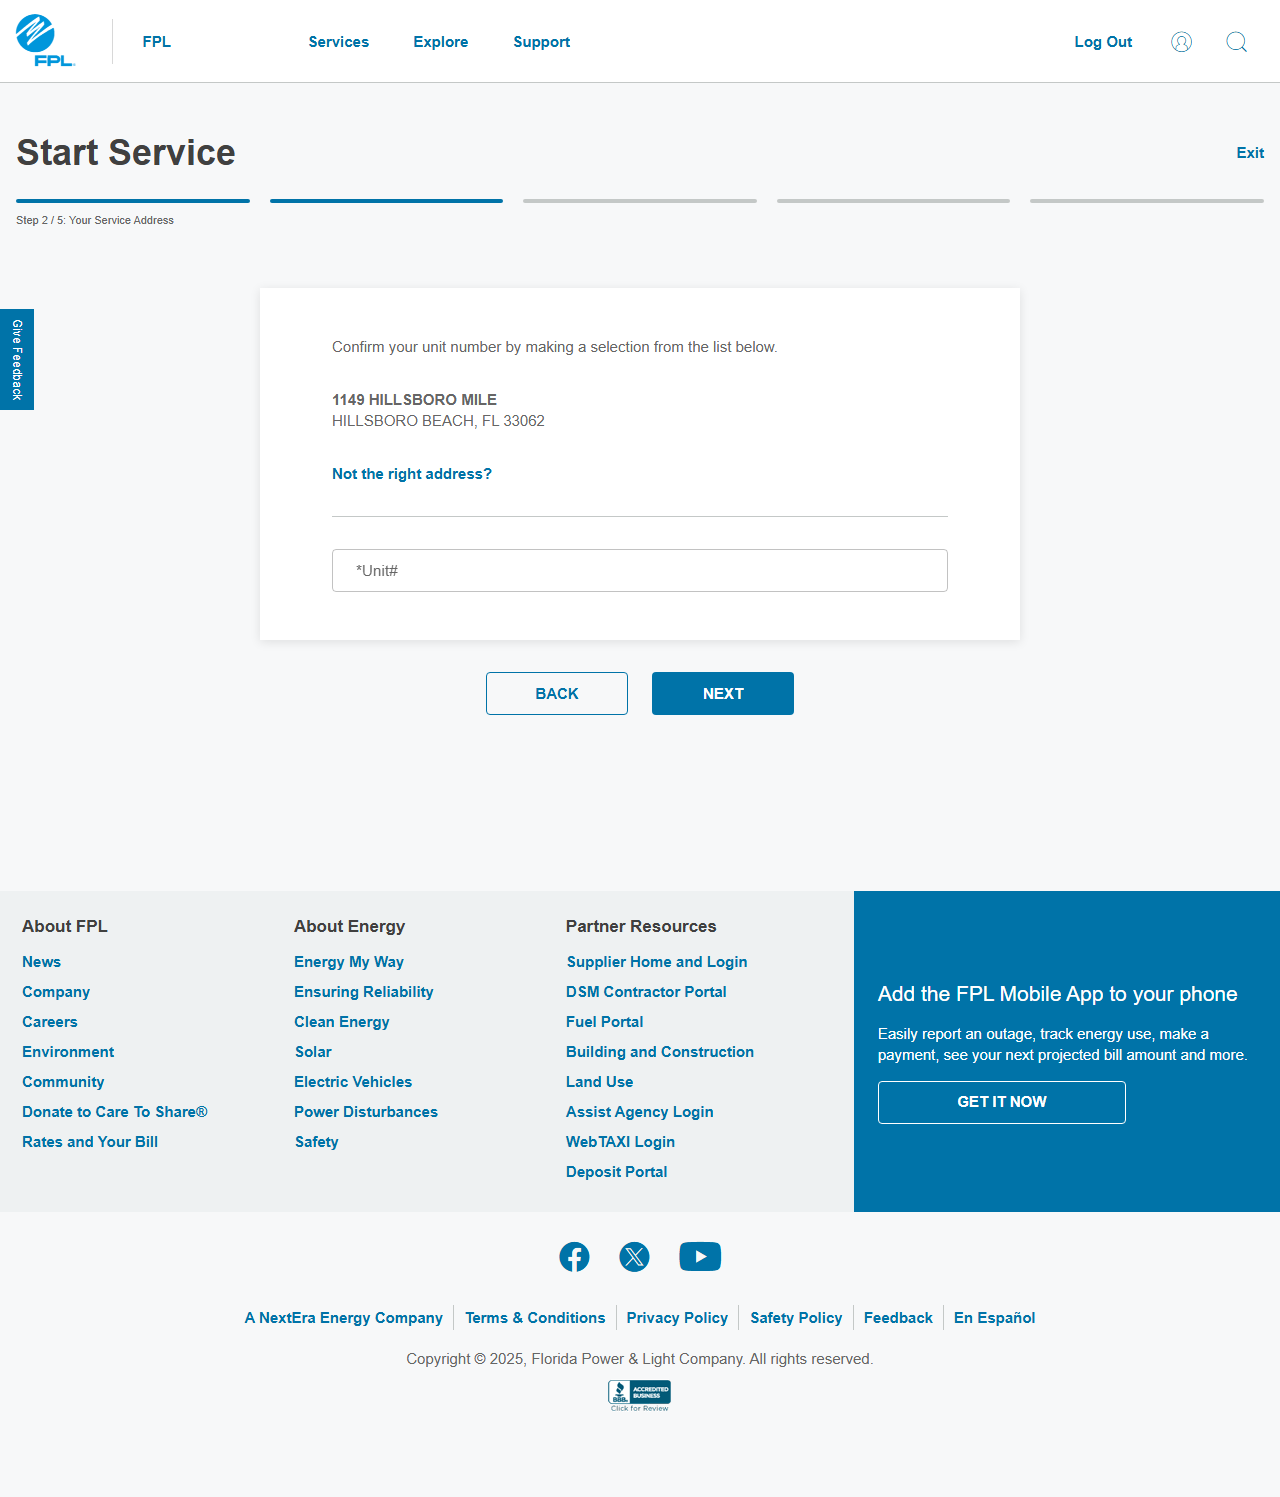 FPL
FPL
Services
Explore
Support
Log Out
Start Service
Exit
Step 2 / 5: Your Service Address
Give Feedback
Confirm your unit number by making a selection from the list below.
1149 HILLSBORO MILE
HILLSBORO BEACH, FL 33062
Not the right address?
*Unit#
BACK
NEXT
About FPL
News
Company
Careers
Environment
Community
Donate to Care To Share®
Rates and Your Bill
About Energy
Energy My Way
Ensuring Reliability
Clean Energy
Solar
Electric Vehicles
Power Disturbances
Safety
Partner Resources
Supplier Home and Login
DSM Contractor Portal
Fuel Portal
Building and Construction
Land Use
Assist Agency Login
WebTAXI Login
Deposit Portal
Add the FPL Mobile App to your phone
Easily report an outage, track energy use, make a
payment, see your next projected bill amount and more.
GET IT NOW
A NextEra Energy Company
Terms & Conditions
Privacy Policy
Safety Policy
Feedback
En Español
Copyright © 2025, Florida Power & Light Company. All rights reserved.
BBB.
ACCREDITED
BUSINESS
Click for Review